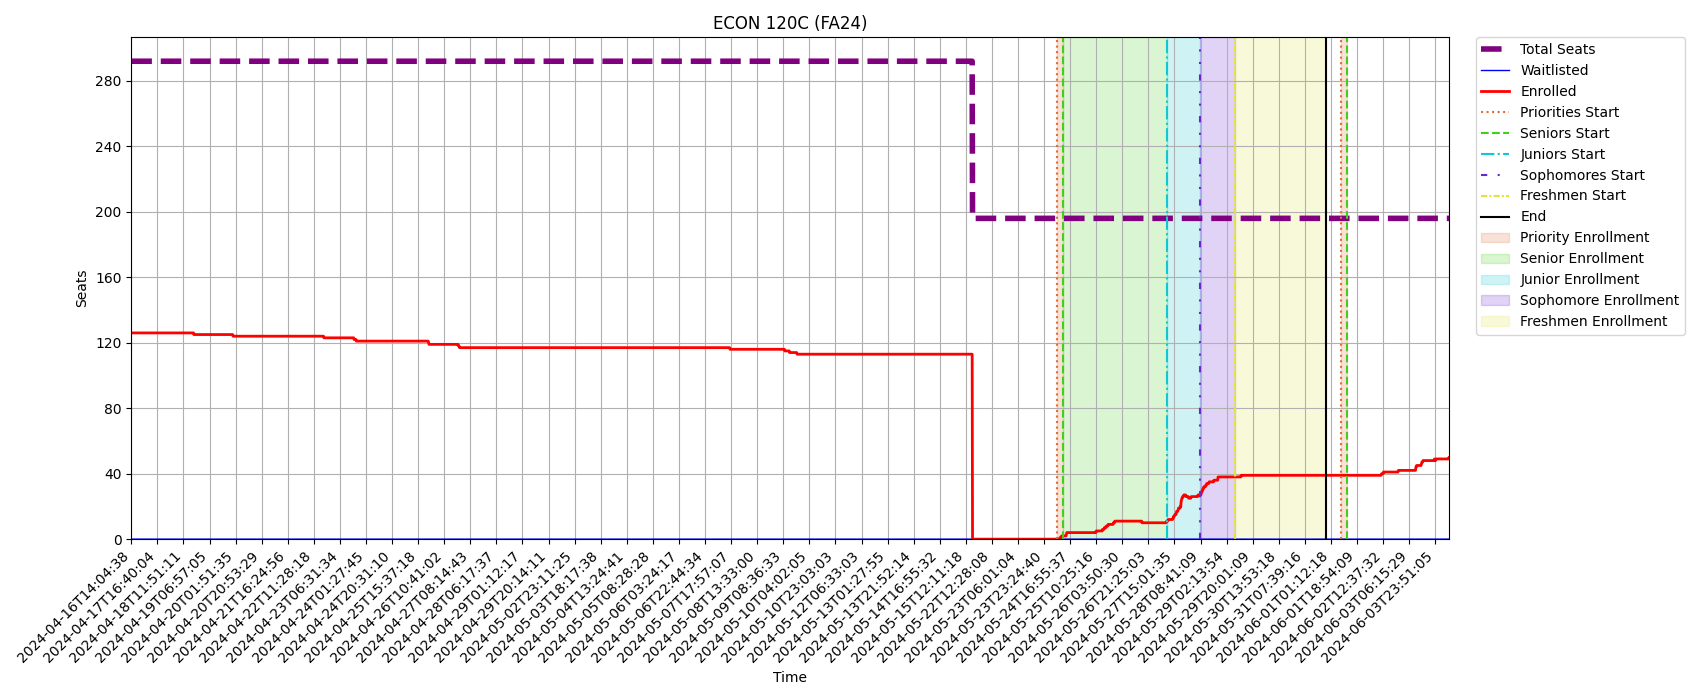 ECON 120C (FA24)
Seats
280
240
200
160
120
80
40
0
2024-04-16T14:04:38
2024-04-17T16:40:04
2024-04-18T11:51:11
2024-04-19T06:57:05
2024-04-20T01:51:35
2024-04-20T20:53:29
2024-04-21T16:24:56
2024-04-22T11:28:18
2024-04-23T06:31:34
2024-04-24T01:27:45
2024-04-24T20:31:10
2024-04-25T15:37:18
2024-04-26T10:41:02
2024-04-27T08:14:43
2024-04-28T06:17:37
2024-04-29T01:12:17
2024-04-29T20:14:11
2024-05-02T23:11:25
2024-05-03T18:17:38
2024-05-04T13:24:41
2024-05-05T08:28:28
2024-05-06T03:24:17
2024-05-06T22:44:34
2024-05-07T17:57:07
2024-05-08T13:33:00
2024-05-09T08:36:33
2024-05-10T04:02:05
2024-05-10T23:03:03
2024-05-12T06:33:03
2024-05-13T01:27:55
2024-05-13T21:52:14
2024-05-14T16:55:32
2024-05-15T12:11:18
2024-05-22T12:28:08
2024-05-23T06:01:04
2024-05-23T23:24:40
2024-05-24T16:55:37
2024-05-25T10:25:16
2024-05-26T03:50:30
2024-05-26T21:25:03
2024-05-27T15:01:35
2024-05-28T08:41:09
2024-05-29T02:13:54
2024-05-29T20:01:09
2024-05-30T13:53:18
2024-05-31T07:39:16
2024-06-01T01:12:18
2024-06-01T18:54:09
2024-06-02T12:37:32
2024-06-03T06:15:29
2024-06-03T23:51:05
Time
Total Seats
Waitlisted
Enrolled
Priorities Start
Seniors Start
Juniors Start
Sophomores Start
Freshmen Start
End
Priority Enrollment
Senior Enrollment
Junior Enrollment
Sophomore Enrollment
Freshmen Enrollment